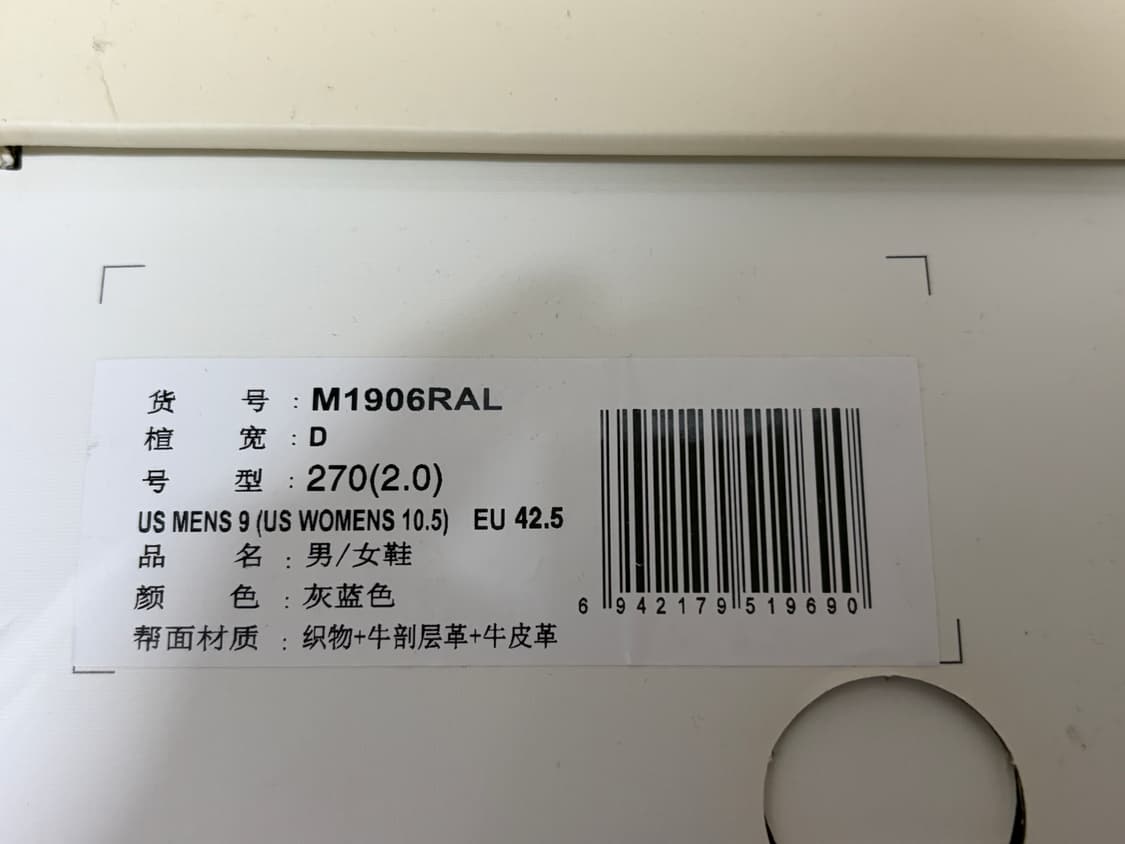 货 号 : M1906RAL
楦 宽 : D
号 型 : 270(2.0)
US MENS 9 (US WOMENS 10.5) EU 42.5
品 名 : 男/女鞋
颜 色 : 灰蓝色
帮面材质 : 织物+牛剖层革+牛皮革
6 942179 519690